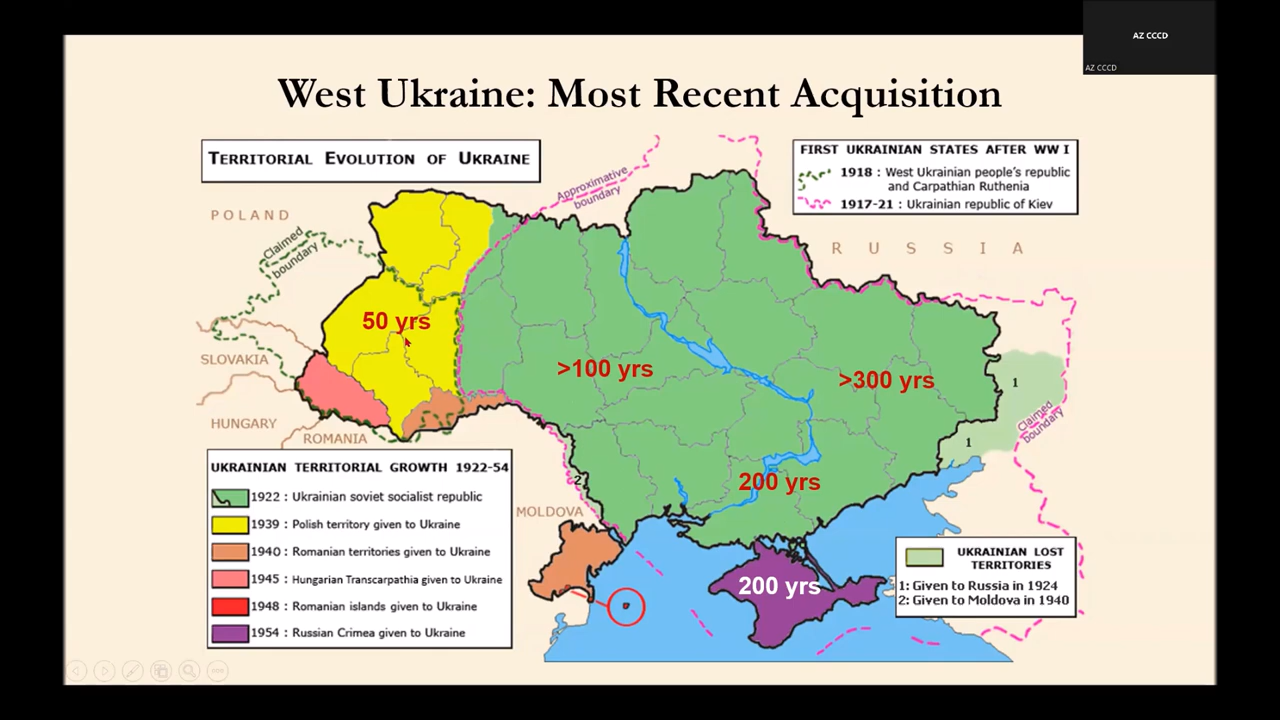 AZ CCCD
AZ CCCD
West Ukraine: Most Recent Acquisition
TERRITORIAL EVOLUTION OF UKRAINE
FIRST UKRAINIAN STATES AFTER WW I
1918 : West Ukrainian people's republic
and Carpathian Ruthenia
1917-21 : Ukrainian republic of Kiev
Approximative
boundary
POLAND
Claimed
boundary
RUSSIA
50 yrs
>100 yrs
>300 yrs
SLOVAKIA
1
HUNGARY
ROMANIA
Claimed
boundary
1
UKRAINIAN TERRITORIAL GROWTH 1922-54
1922 : Ukrainian soviet socialist republic
1939 : Polish territory given to Ukraine
1940 : Romanian territories given to Ukraine
1945 : Hungarian Transcarpathia given to Ukraine
1948 : Romanian islands given to Ukraine
1954 : Russian Crimea given to Ukraine
2
200 yrs
MOLDOVA
200 yrs
UKRAINIAN LOST
TERRITORIES
1: Given to Russia in 1924
2: Given to Moldova in 1940